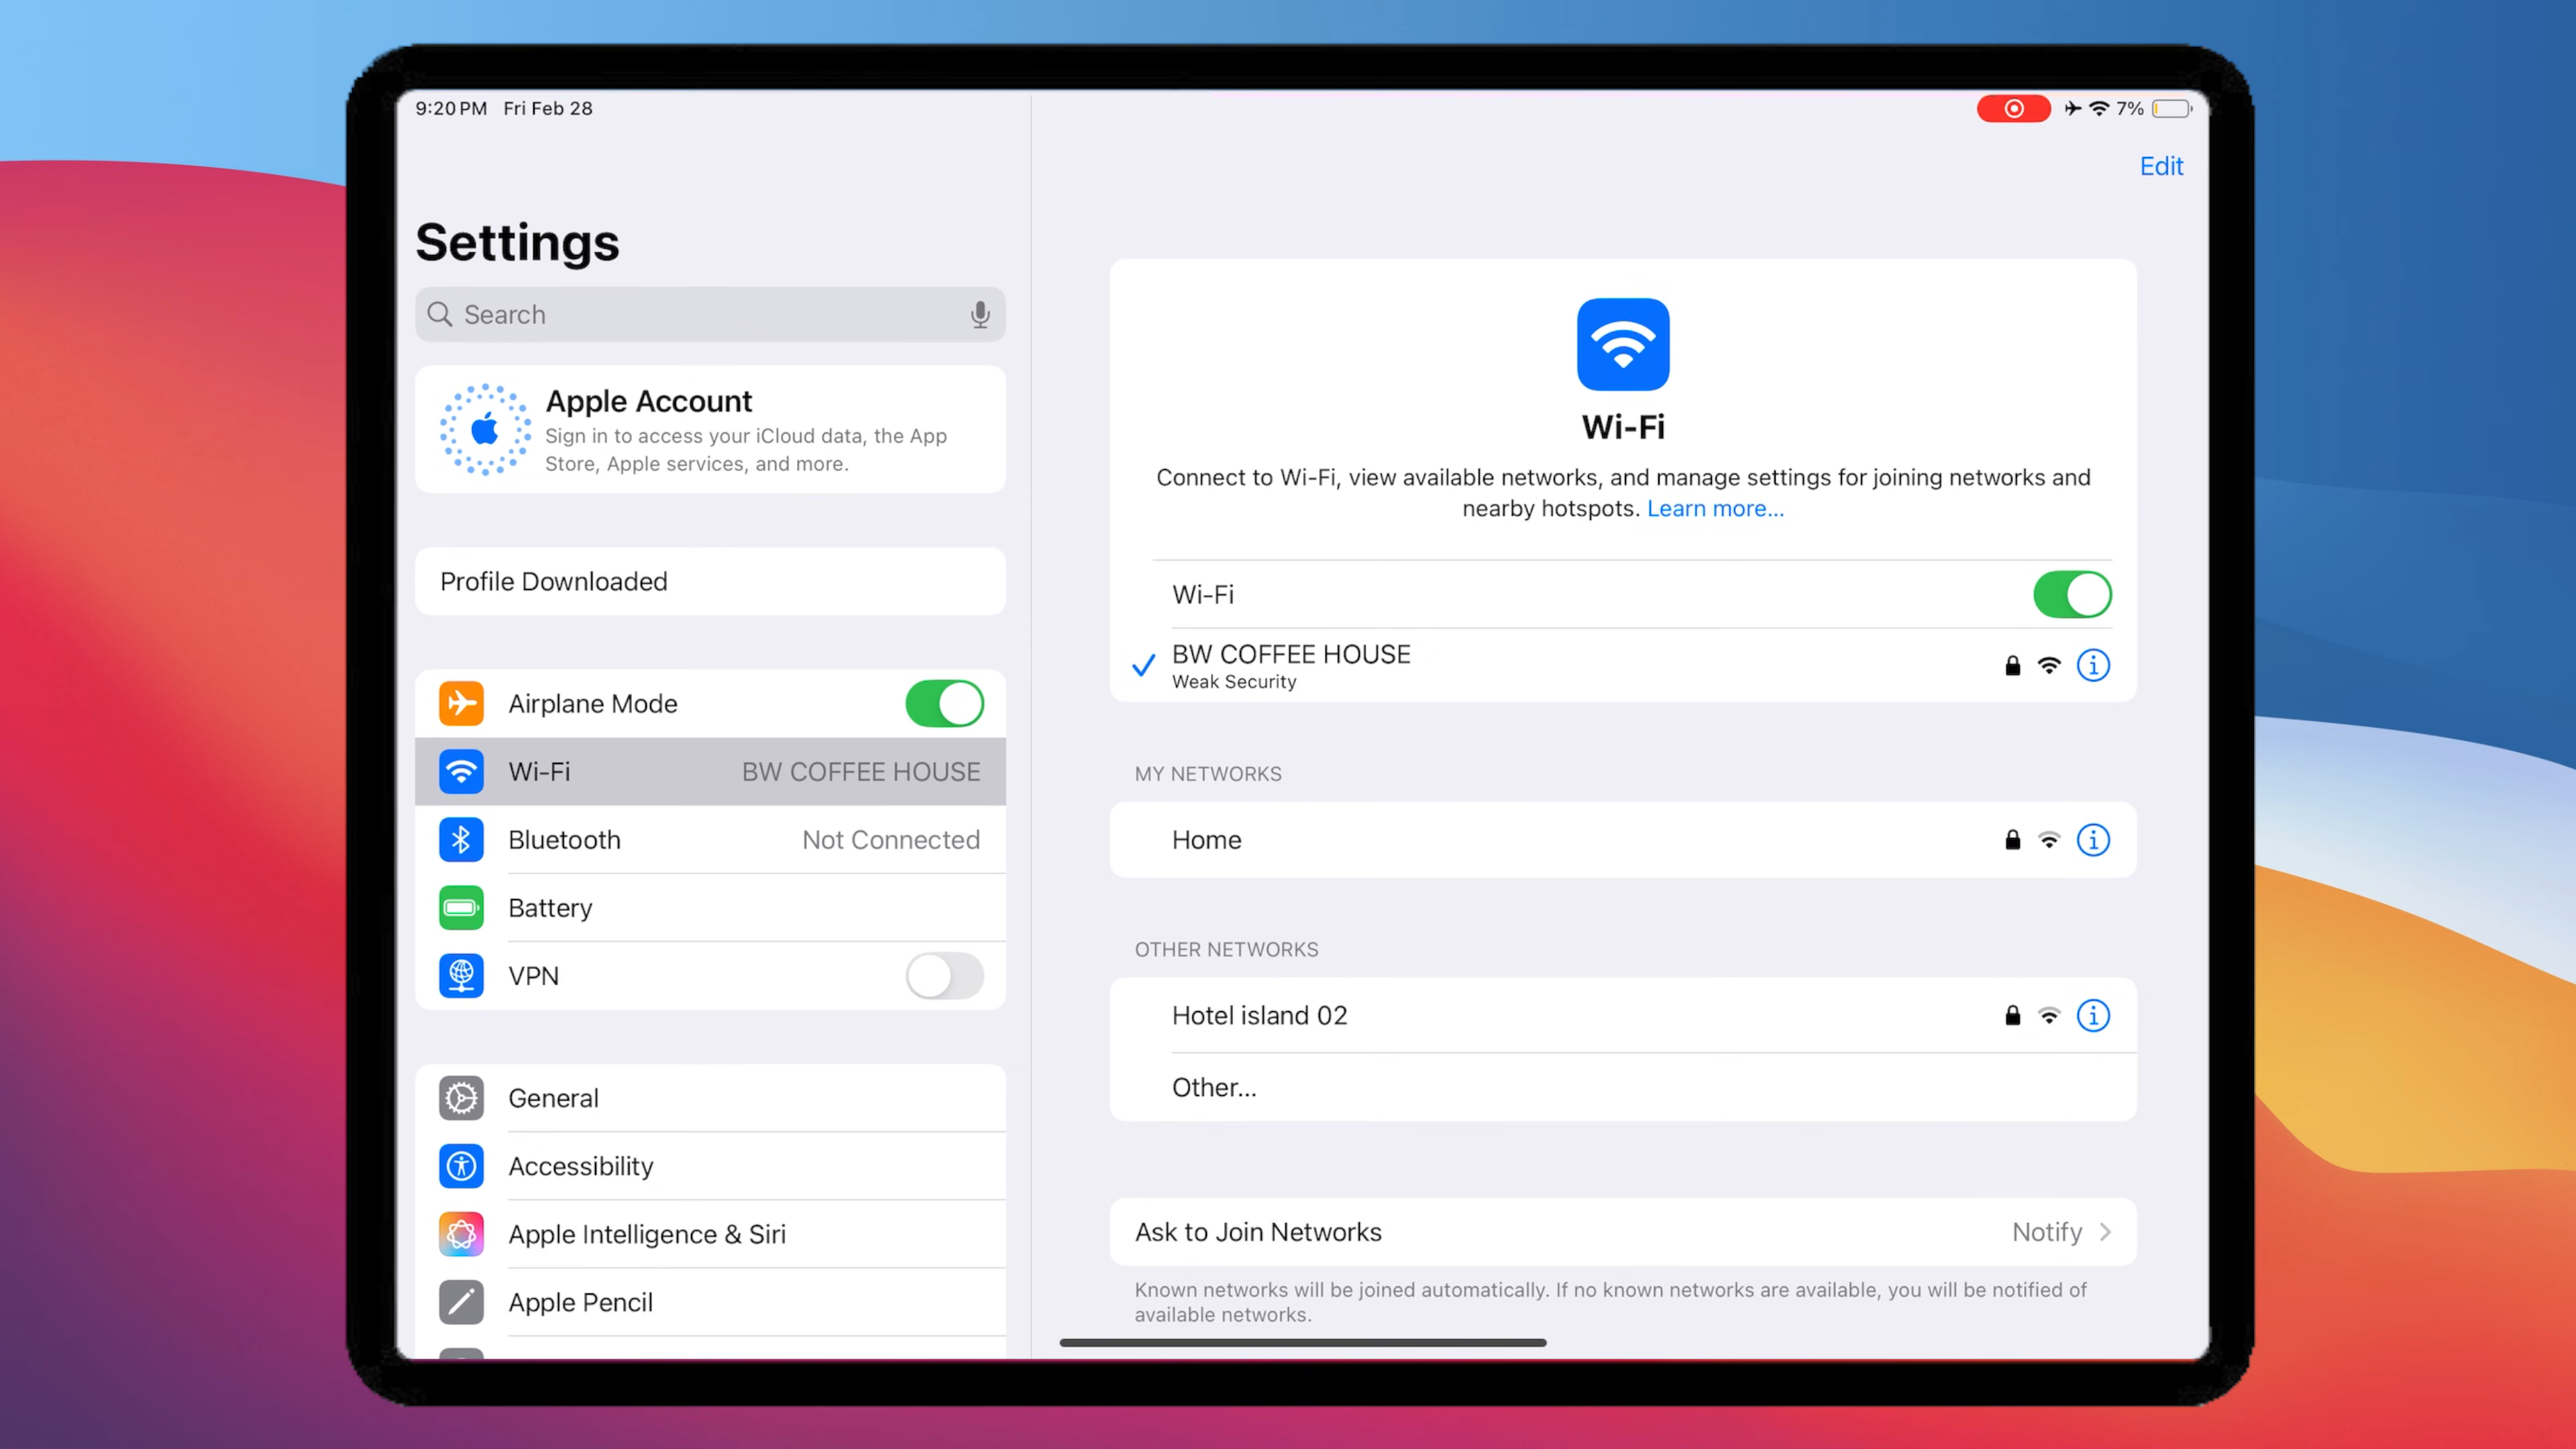 9:20 PM Fri Feb 28
7%
Edit
Settings
Search
Apple Account
Sign in to access your iCloud data, the App
Store, Apple services, and more.
Profile Downloaded
Airplane Mode
Wi-Fi BW COFFEE HOUSE
Bluetooth Not Connected
Battery
VPN
General
Accessibility
Apple Intelligence & Siri
Apple Pencil
Wi-Fi
Connect to Wi-Fi, view available networks, and manage settings for joining networks and
nearby hotspots. Learn more...
Wi-Fi
BW COFFEE HOUSE
Weak Security
MY NETWORKS
Home
OTHER NETWORKS
Hotel island 02
Other...
Ask to Join Networks Notify
Known networks will be joined automatically. If no known networks are available, you will be notified of
available networks.